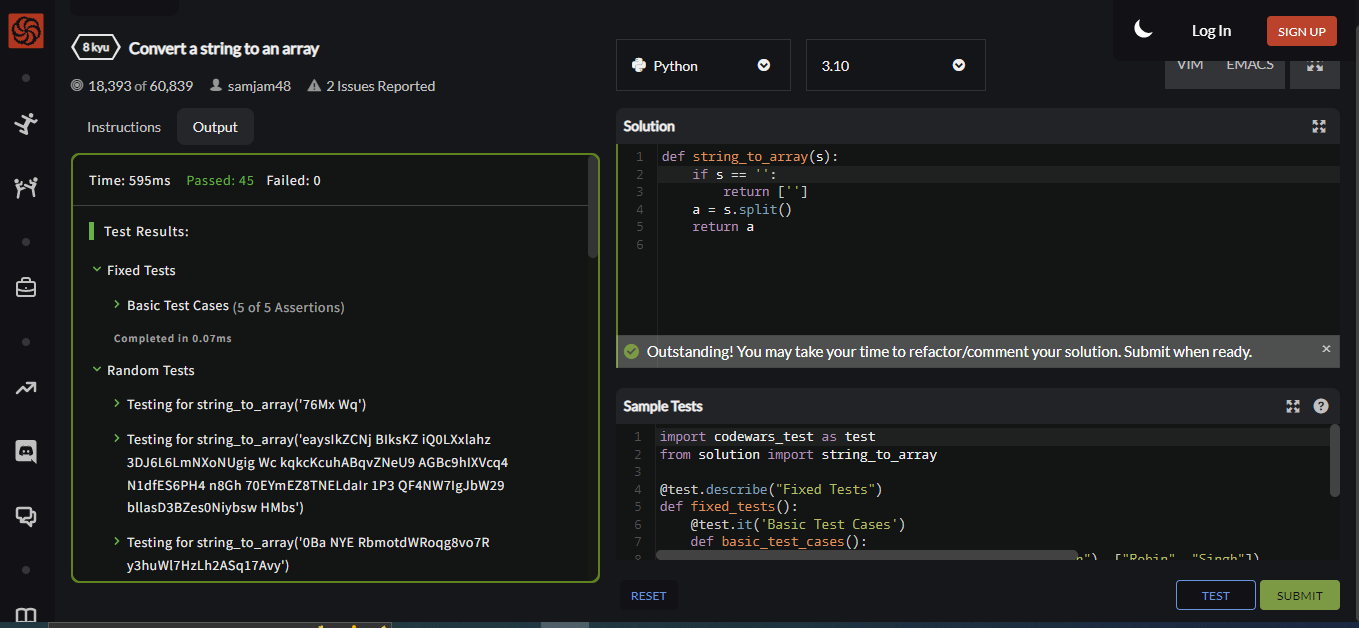 8 kyu Convert a string to an array
18,393 of 60,839 samjam48 2 Issues Reported
Instructions Output
Time: 595ms Passed: 45 Failed: 0
Test Results:
Fixed Tests
Basic Test Cases (5 of 5 Assertions)
Completed in 0.07ms
Random Tests
Testing for string_to_array('76Mx Wq')
Testing for string_to_array('eaysIkZCNj BIksKZ iQ0LXxlahz
3DJ6L6LmNXoNUgig Wc kqkcKcuhABqvZNeU9 AGBc9hIXVcq4
N1dfES6PH4 n8Gh 70EYmEZ8TNELdaIr 1P3 QF4NW7IgJbW29
bllasD3BZes0Niybsw HMbs')
Testing for string_to_array('0Ba NYE RbmotdWRoqg8vo7R
y3huWl7HzLh2ASq17Avy')
Python 3.10
Log In SIGN UP
VIM EMACS
Solution
1 def string_to_array(s):
2 if s == '':
3 return ['']
4 a = s.split()
5 return a
6
Outstanding! You may take your time to refactor/comment your solution. Submit when ready.
Sample Tests
1 import codewars_test as test
2 from solution import string_to_array
3
4 @test.describe("Fixed Tests")
5 def fixed_tests():
6 @test.it('Basic Test Cases')
7 def basic_test_cases():
8 n"), ["Robin", "Singh"])
RESET TEST SUBMIT